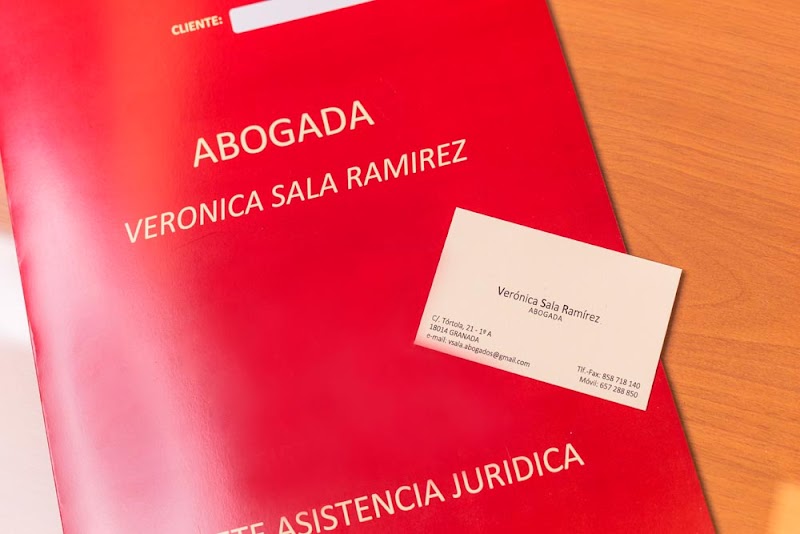 CLIENTE:
ABOGADA
VERONICA SALA RAMIREZ
Verónica Sala Ramírez
ABOGADA
C/. Tórtola, 21 - 1º A
18014 GRANADA
e-mail: vsala.abogados@gmail.com
Tlf.-Fax: 858 718 140
Móvil: 657 288 850
ASISTENCIA JURIDICA